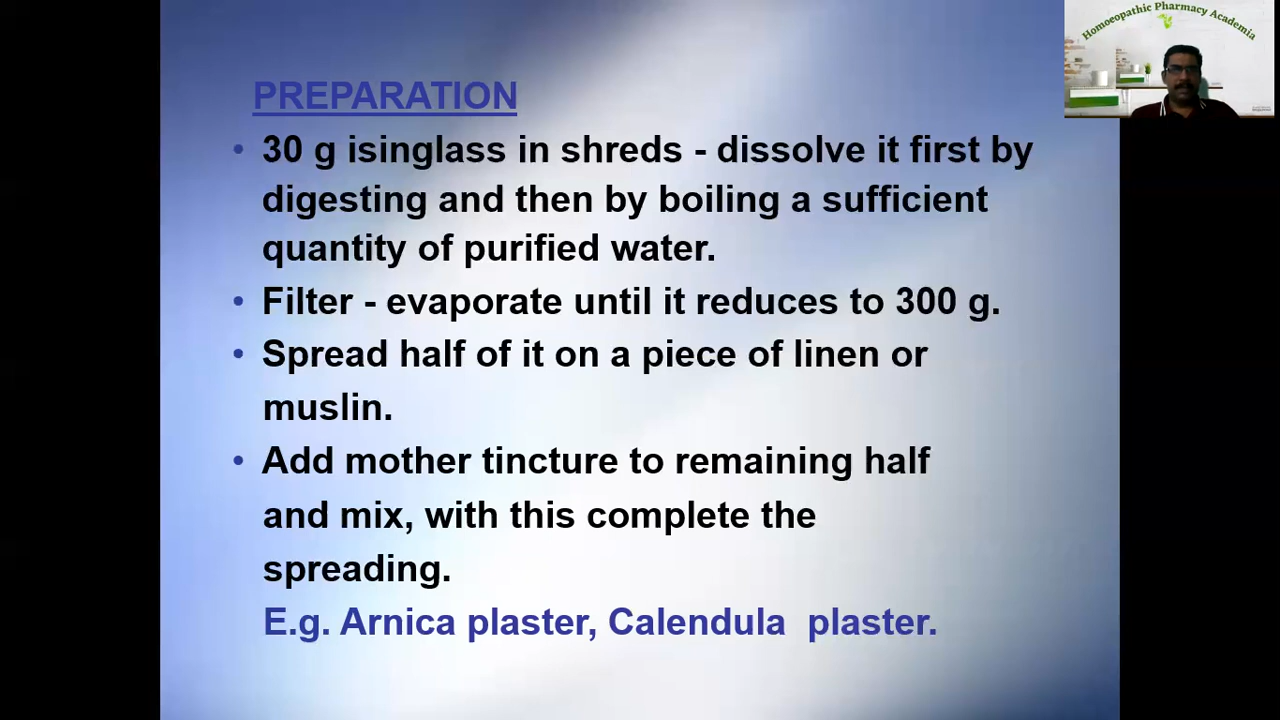 Homoeopathic Pharmacy Academia
PREPARATION
• 30 g isinglass in shreds - dissolve it first by
digesting and then by boiling a sufficient
quantity of purified water.
• Filter - evaporate until it reduces to 300 g.
• Spread half of it on a piece of linen or
muslin.
• Add mother tincture to remaining half
and mix, with this complete the
spreading.
E.g. Arnica plaster, Calendula  plaster.